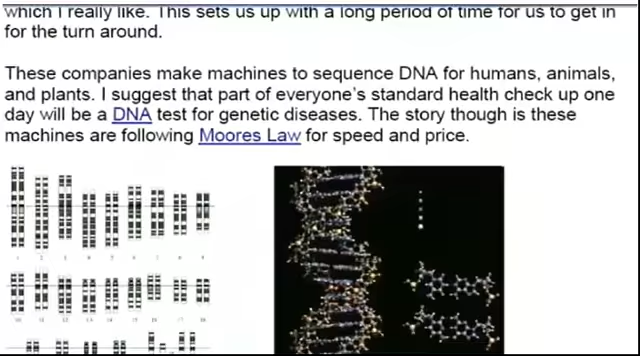 which I really like. This sets us up with a long period of time for us to get in
for the turn around.
These companies make machines to sequence DNA for humans, animals,
and plants. I suggest that part of everyone's standard health check up one
day will be a DNA test for genetic diseases. The story though is these
machines are following Moores Law for speed and price.